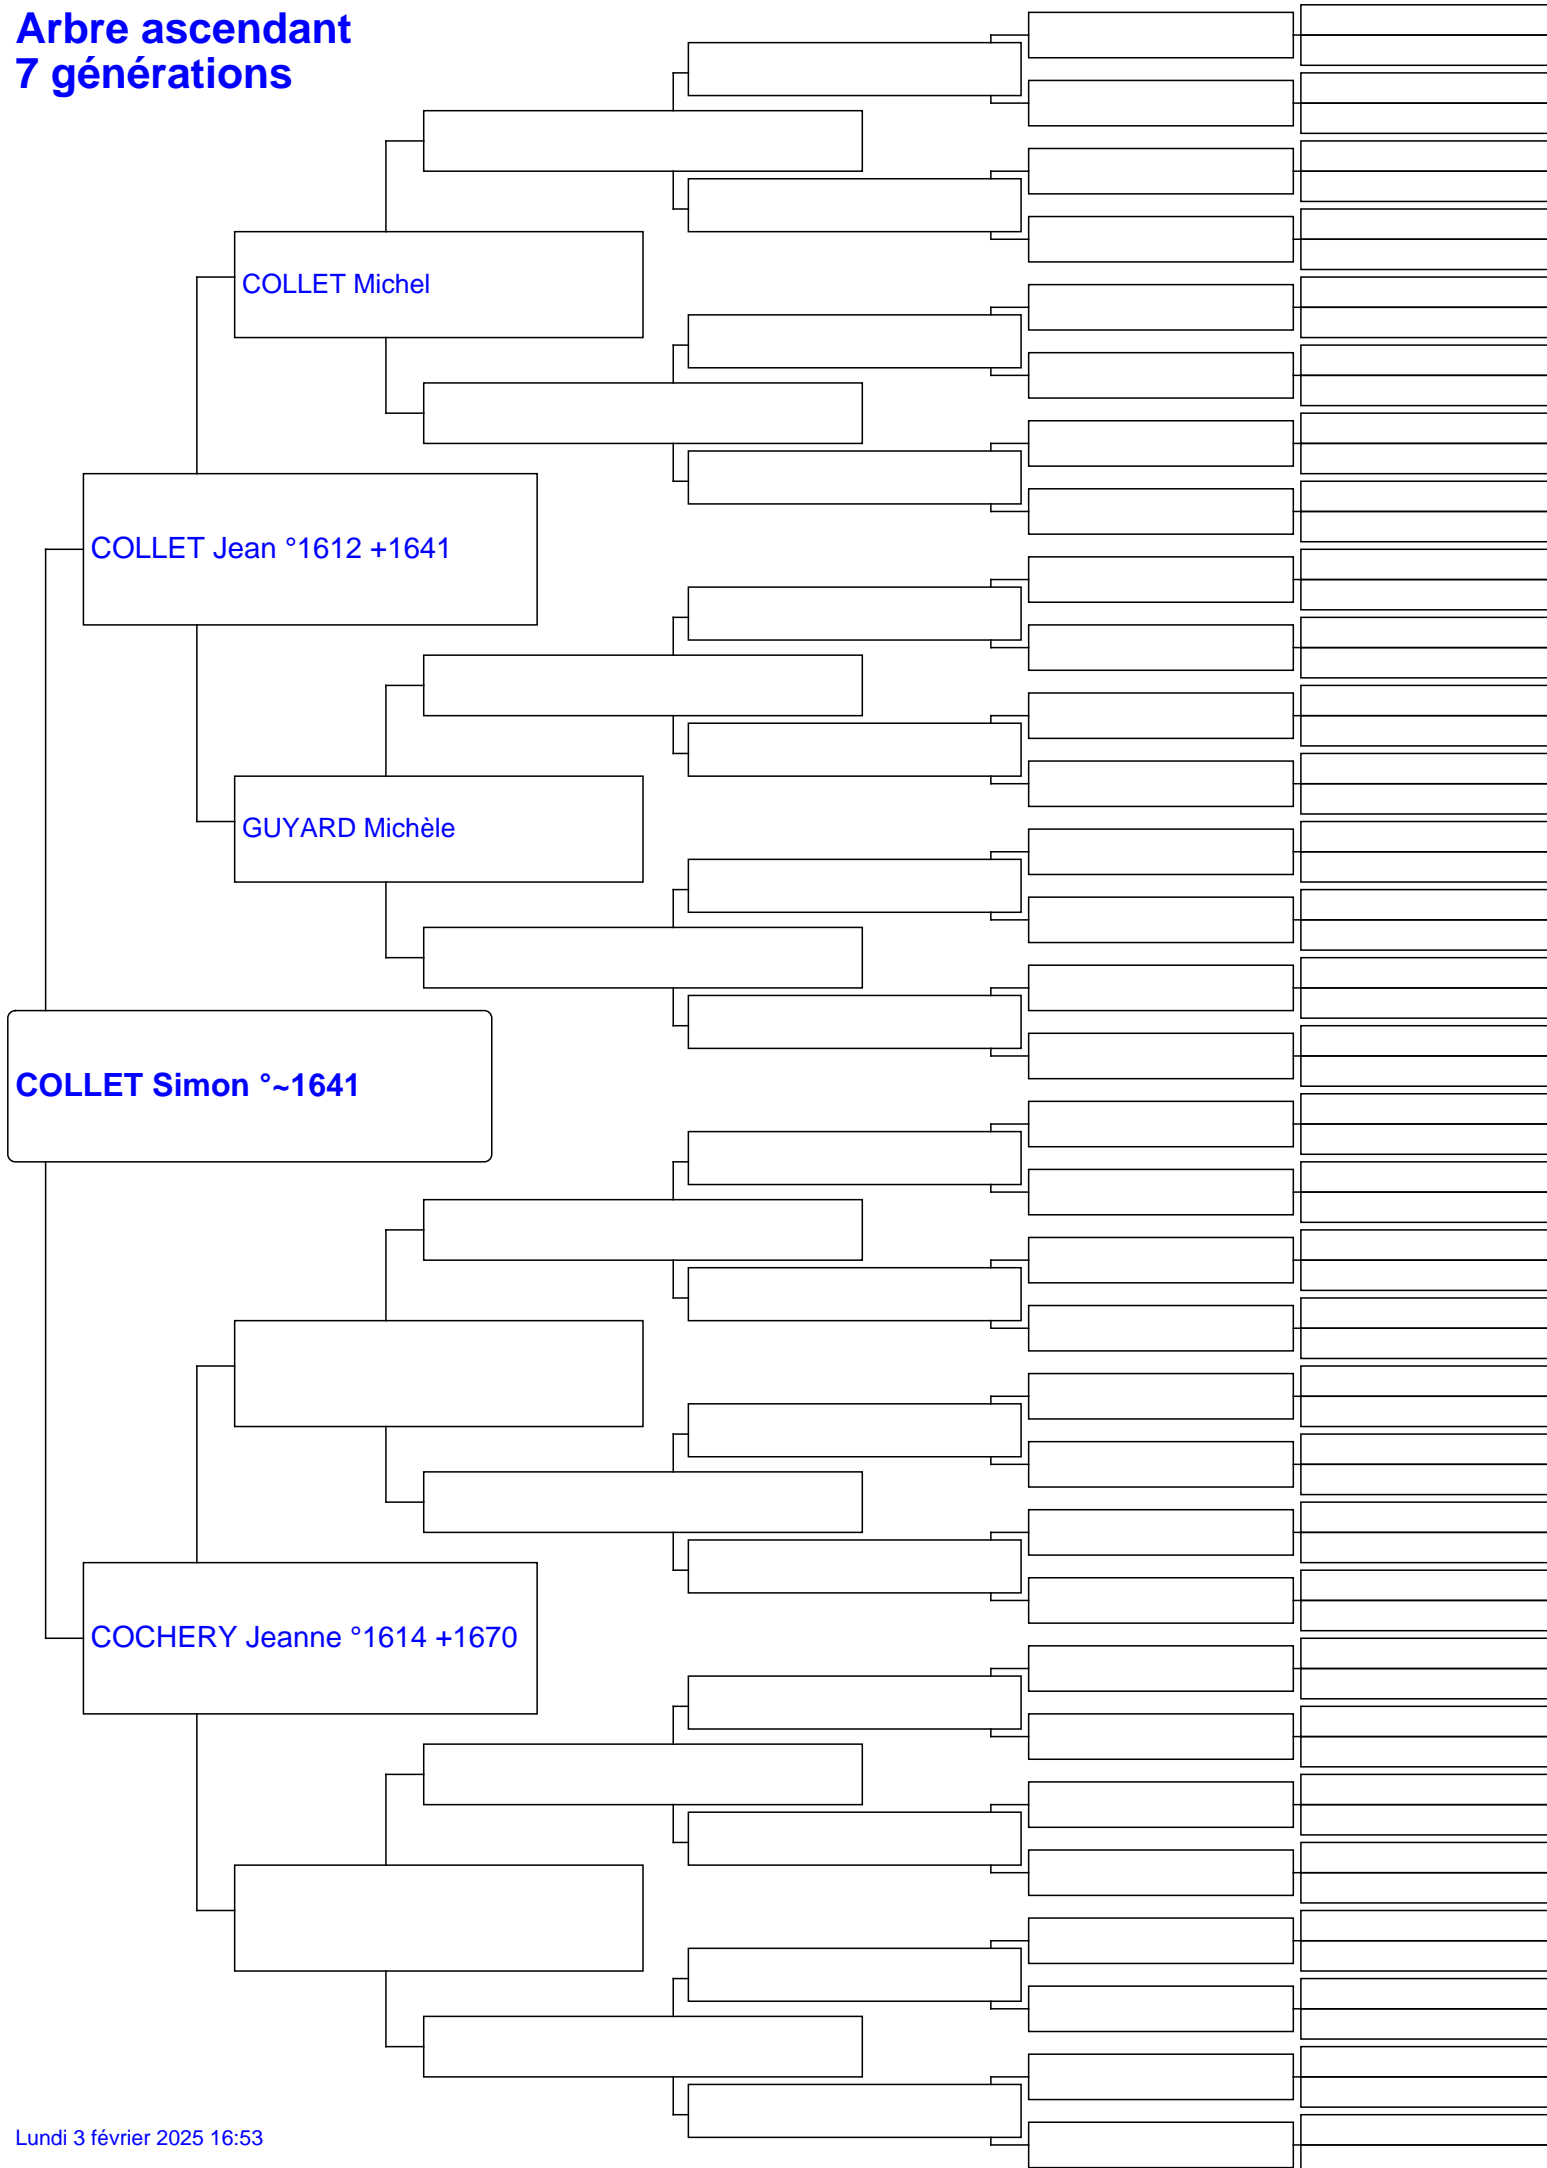 Arbre ascendant
7 générations
COLLET Michel
COLLET Jean °1612 +1641
GUYARD Michèle
COLLET Simon °~1641
COCHERY Jeanne °1614 +1670
Lundi 3 février 2025 16:53